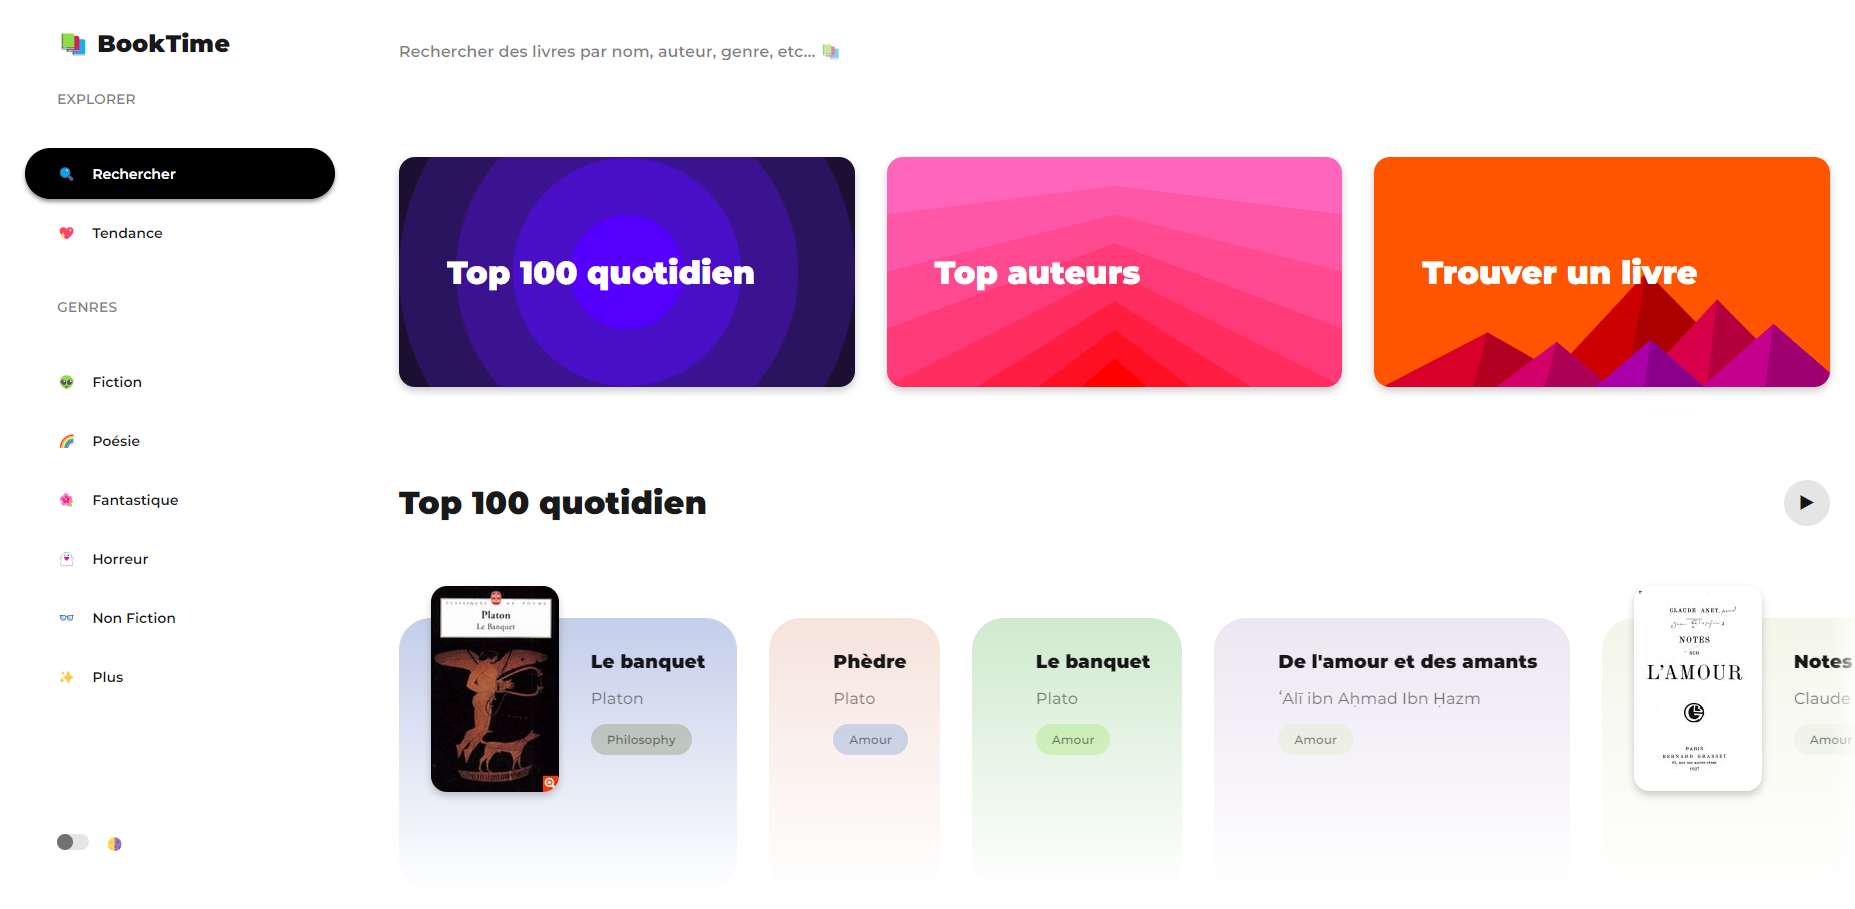 BookTime
EXPLORER
Rechercher
Tendance
GENRES
Fiction
Poésie
Fantastique
Horreur
Non Fiction
Plus
Rechercher des livres par nom, auteur, genre, etc...
Top 100 quotidien
Top auteurs
Trouver un livre
Top 100 quotidien
Platon
Le Banquet
Le banquet
Platon
Philosophy
Phèdre
Plato
Amour
Le banquet
Plato
Amour
De l'amour et des amants
ʻAlī ibn Aḥmad Ibn Ḥazm
Amour
CLAUDE ANET
NOTES
SUR
L'AMOUR
PARIS
BERNARD GRASSET
1927
Notes
Claude
Amour